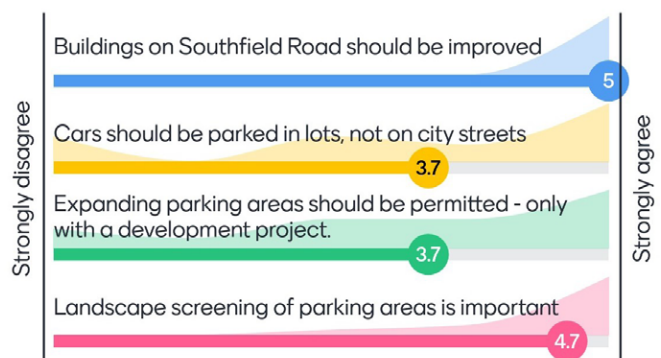 Strongly disagree
Buildings on Southfield Road should be improved
5
Cars should be parked in lots, not on city streets
3.7
Expanding parking areas should be permitted - only
with a development project.
3.7
Landscape screening of parking areas is important
4.7
Strongly agree